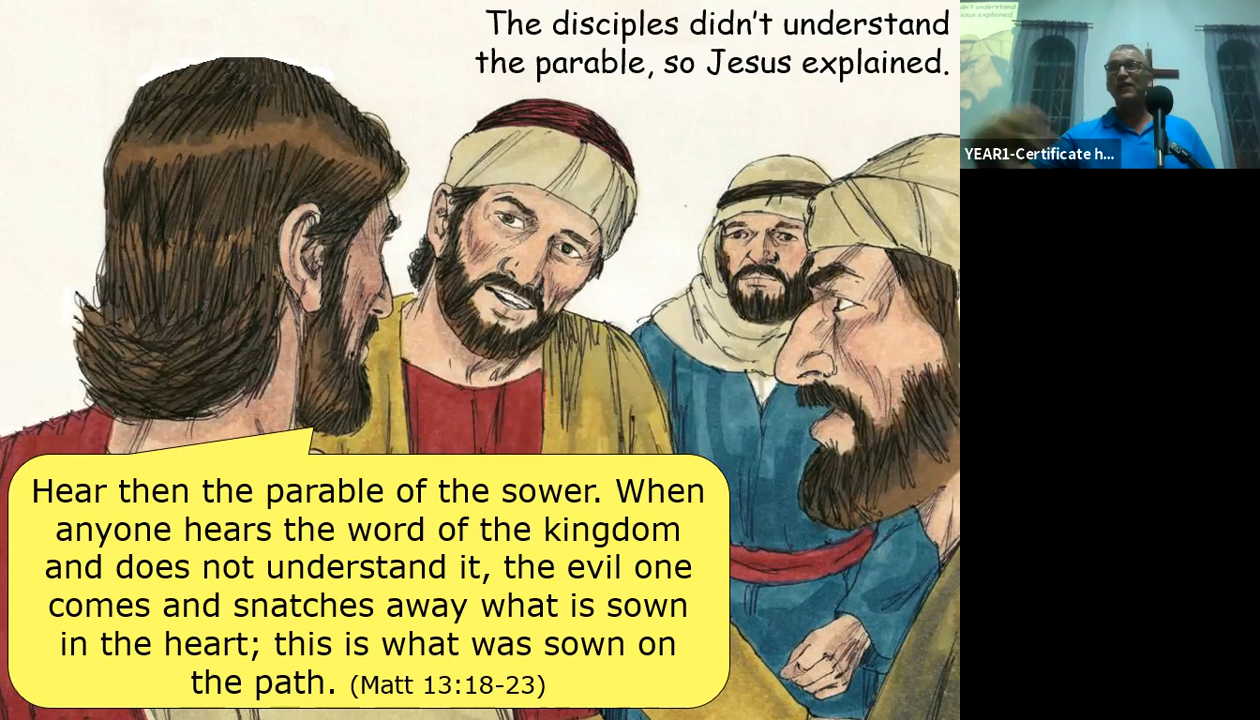 The disciples didn't understand
the parable, so Jesus explained.
Hear then the parable of the sower. When
anyone hears the word of the kingdom
and does not understand it, the evil one
comes and snatches away what is sown
in the heart; this is what was sown on
the path. (Matt 13:18-23)
YEAR1-Certificate h...